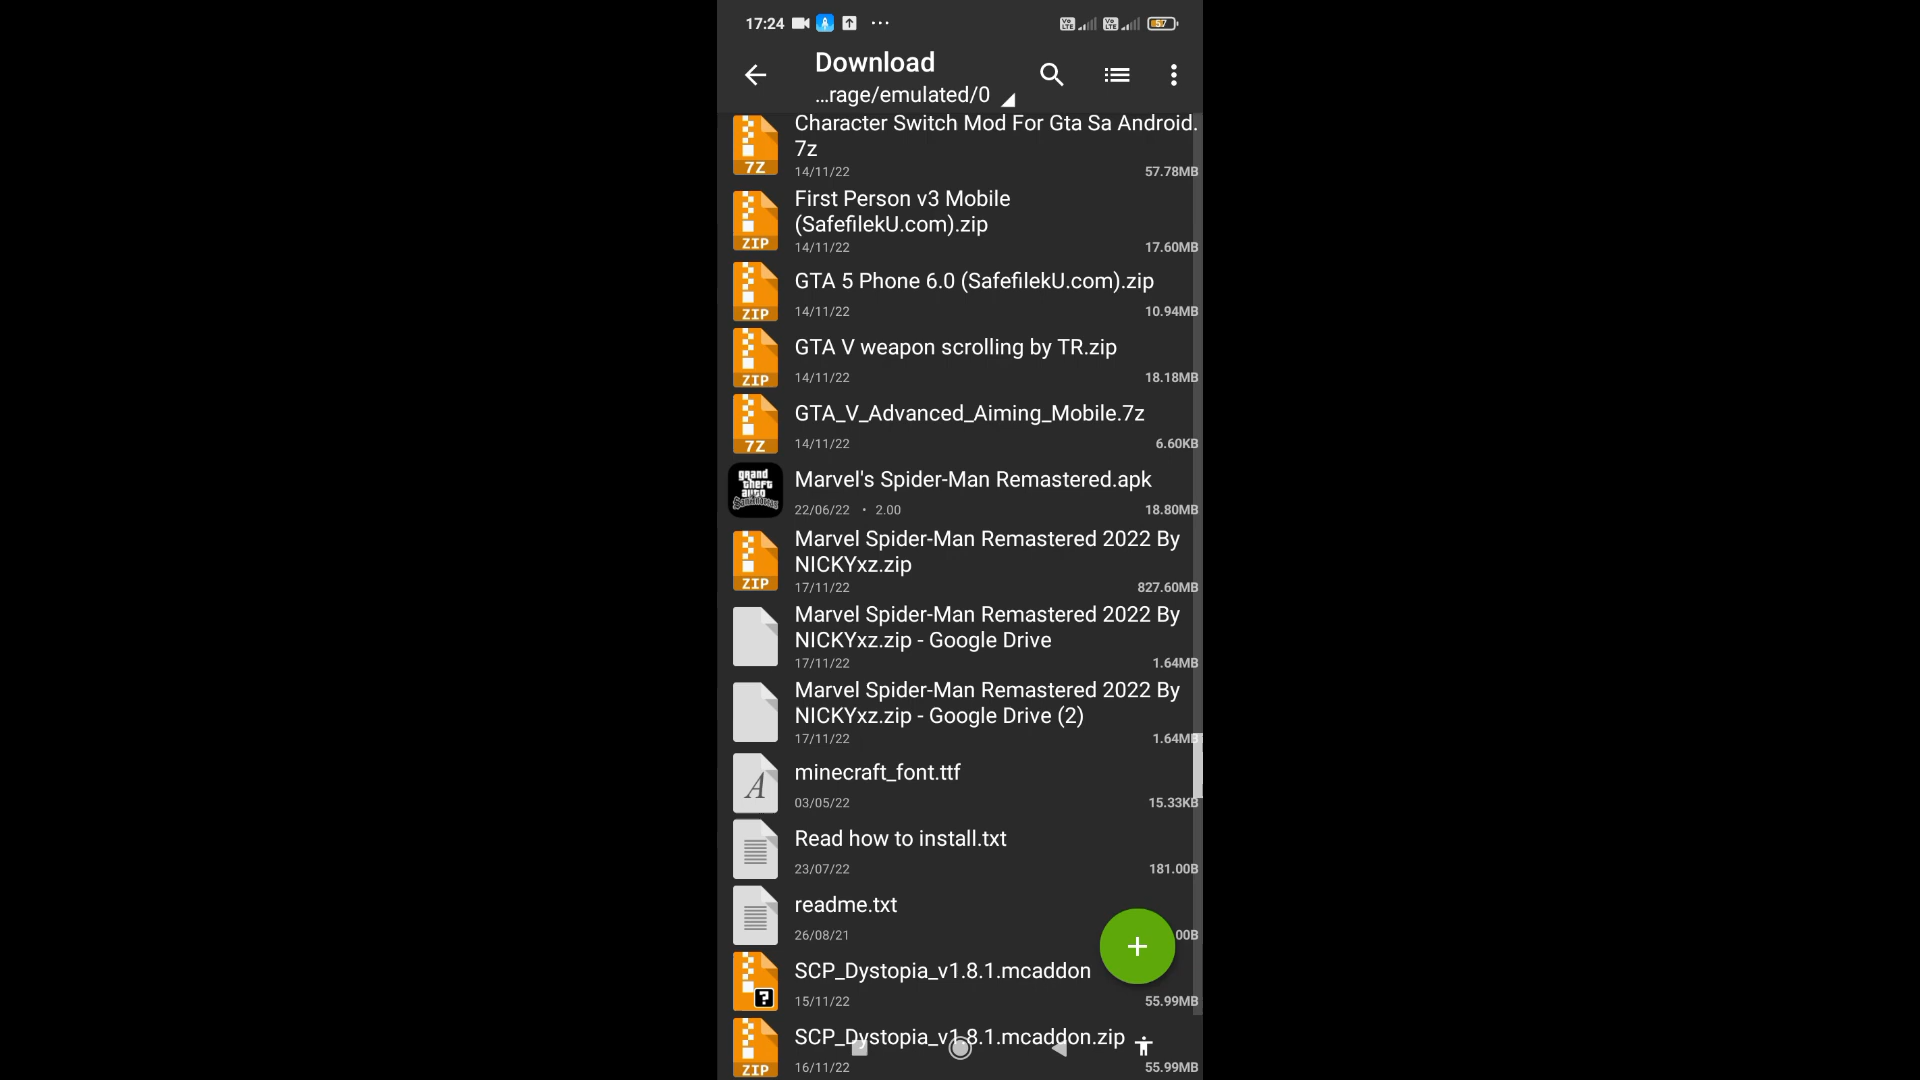 17:24
57
Download
...rage/emulated/0
Character Switch Mod For Gta Sa Android.
7z
7Z
14/11/22 57.78MB
First Person v3 Mobile
(SafefilekU.com).zip
ZIP
14/11/22 17.60MB
GTA 5 Phone 6.0 (SafefilekU.com).zip
ZIP
14/11/22 10.94MB
GTA V weapon scrolling by TR.zip
ZIP
14/11/22 18.18MB
GTA_V_Advanced_Aiming_Mobile.7z
7Z
14/11/22 6.60KB
grand
theft
auto
Marvel's Spider-Man Remastered.apk
22/06/22 • 2.00 18.80MB
Marvel Spider-Man Remastered 2022 By
NICKYxz.zip
ZIP
17/11/22 827.60MB
Marvel Spider-Man Remastered 2022 By
NICKYxz.zip - Google Drive
17/11/22 1.64MB
Marvel Spider-Man Remastered 2022 By
NICKYxz.zip - Google Drive (2)
17/11/22 1.64MB
A
minecraft_font.ttf
03/05/22 15.33KB
Read how to install.txt
23/07/22 181.00B
readme.txt
26/08/21 00B
SCP_Dystopia_v1.8.1.mcaddon
?
15/11/22 55.99MB
SCP_Dystopia_v1.8.1.mcaddon.zip
ZIP
16/11/22 55.99MB